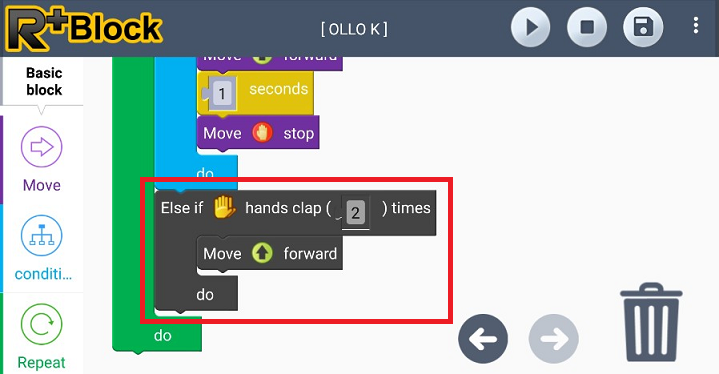 R+Block
[ OLLO K ]
Basic
block
Move
conditi...
Repeat
Move forward
1 seconds
Move stop
do
Else if hands clap ( 2 ) times
Move forward
do
do